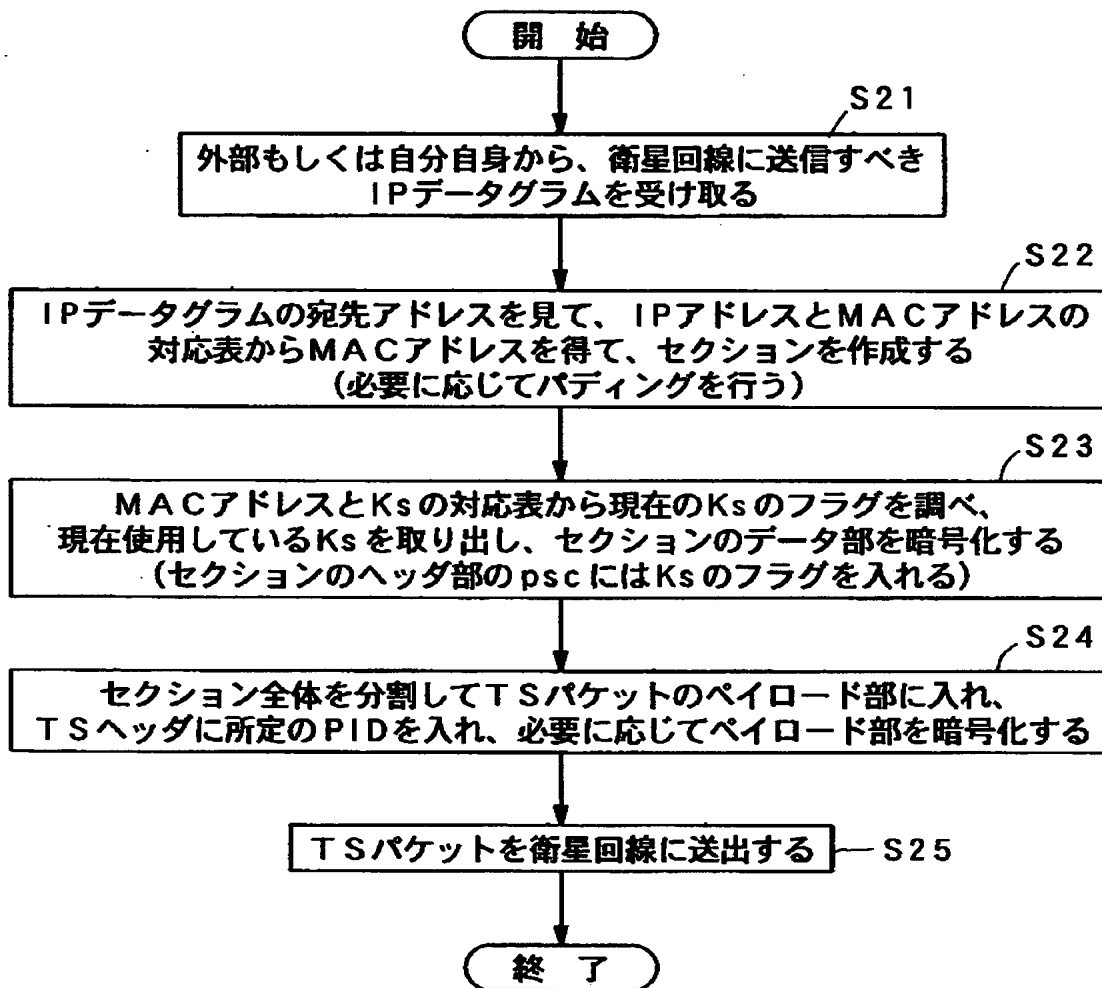 開 始
S21
外部もしくは自分自身から、衛星回線に送信すべき
IPデータグラムを受け取る
S22
IPデータグラムの宛先アドレスを見て、IPアドレスとMACアドレスの
対応表からMACアドレスを得て、セクションを作成する
(必要に応じてパディングを行う)
S23
MACアドレスとKsの対応表から現在のKsのフラグを調べ、
現在使用しているKsを取り出し、セクションのデータ部を暗号化する
(セクションのヘッダ部のpscにはKsのフラグを入れる)
S24
セクション全体を分割してTSパケットのペイロード部に入れ、
TSヘッダに所定のPIDを入れ、必要に応じてペイロード部を暗号化する
TSパケットを衛星回線に送出する
S25
終 了